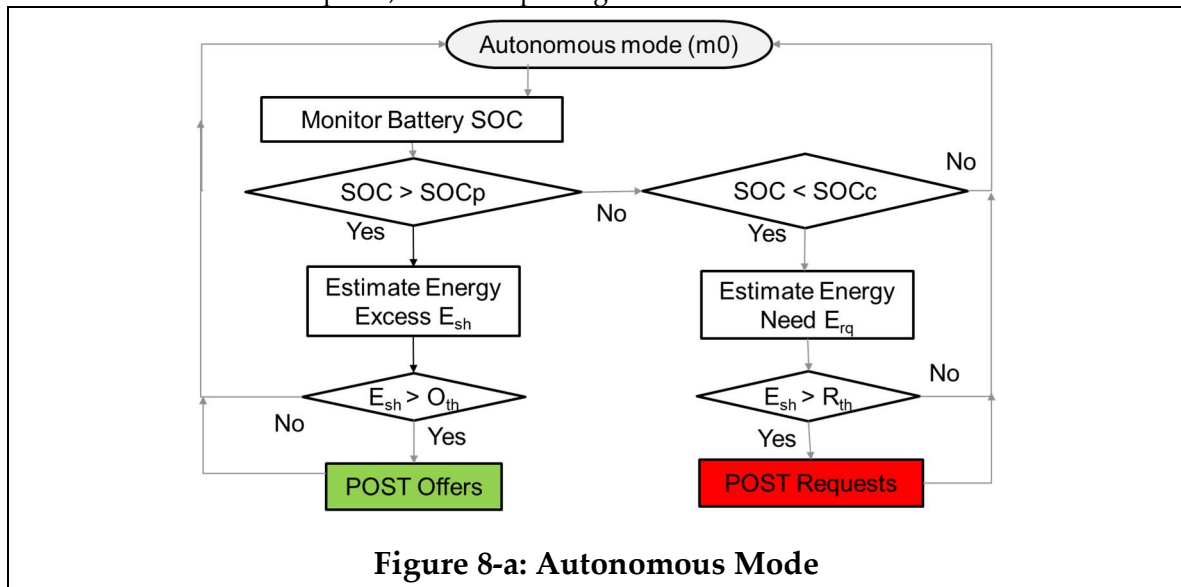 Autonomous mode (m0)
Monitor Battery SOC
SOC > SOCp
No
SOC < SOCc
No
Yes
Yes
Estimate Energy
Excess Esh
Estimate Energy
Need Erq
Esh > Oth
No
Yes
Esh > Rth
No
Yes
POST Offers
POST Requests
Figure 8-a: Autonomous Mode